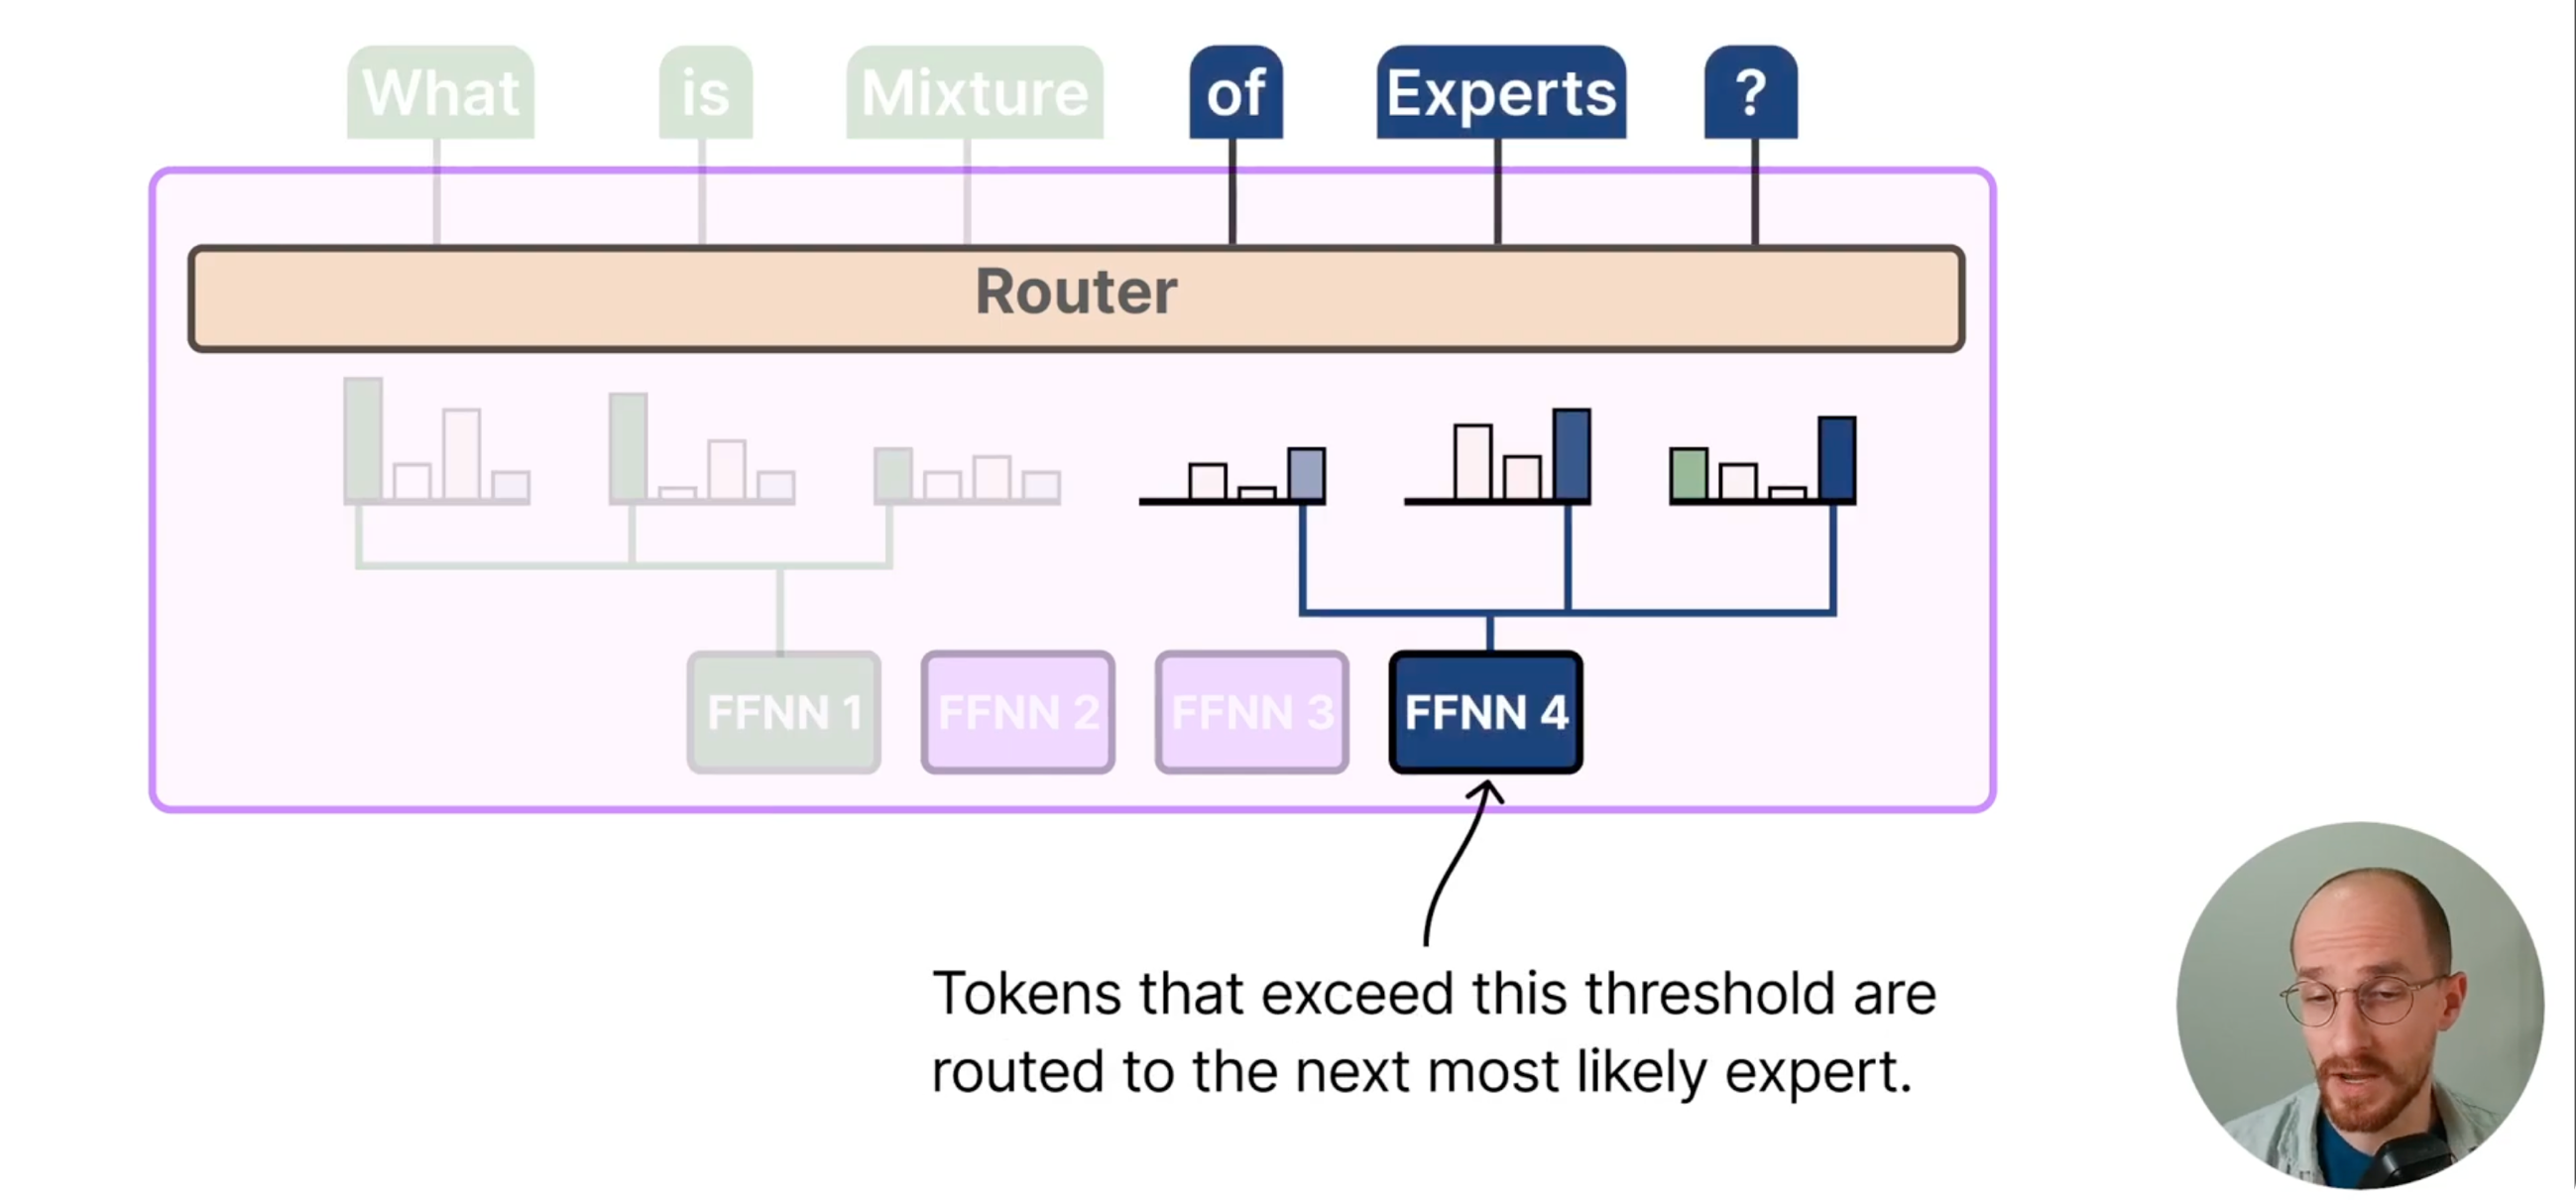 What is Mixture of Experts ?
Router
FFNN 1 FFNN 2 FFNN 3 FFNN 4
Tokens that exceed this threshold are
routed to the next most likely expert.